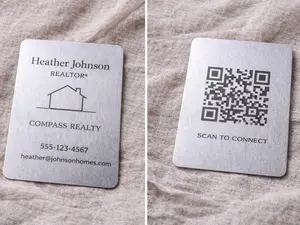 Heather Johnson
REALTOR®
COMPASS REALTY
555-123-4567
heather@johnsonhomes.com
SCAN TO CONNECT